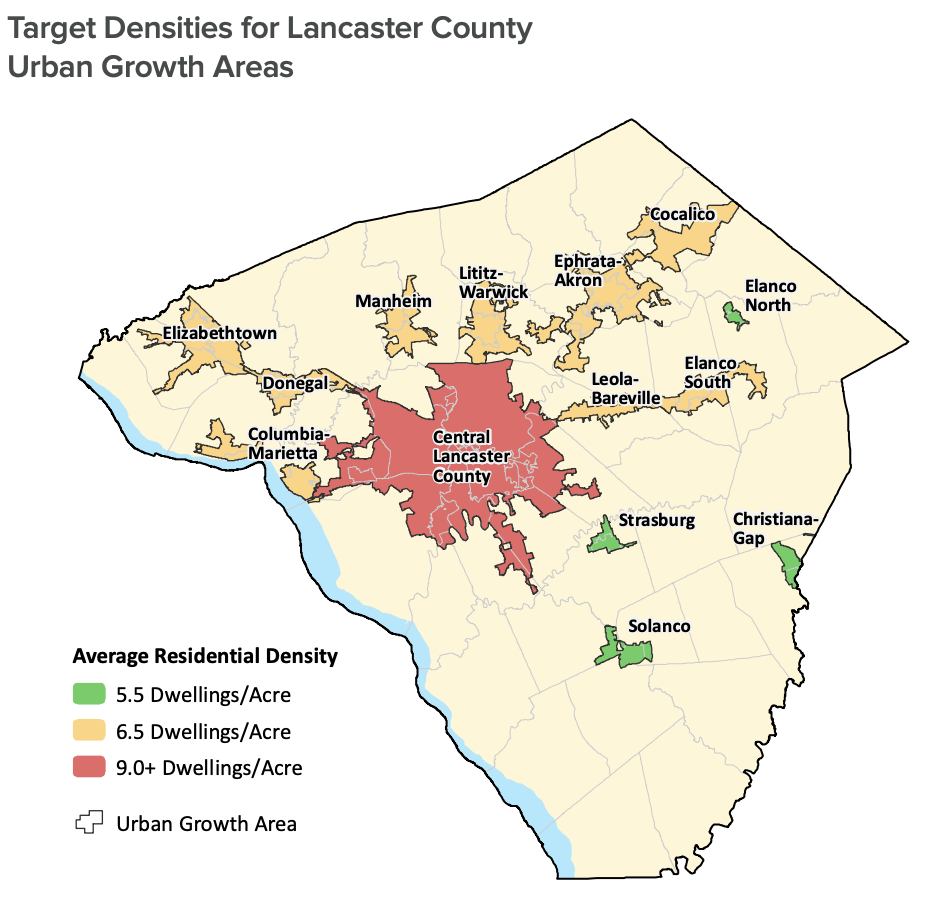 Target Densities for Lancaster County
Urban Growth Areas
Cocalico
Ephrata-
Akron
Lititz-
Warwick
Elanco
North
Manheim
Elizabethtown
Donegal
Elanco
South
Leola-
Bareville
Columbia-
Marietta
Central
Lancaster
County
Strasburg
Christiana-
Gap
Solanco
Average Residential Density
5.5 Dwellings/Acre
6.5 Dwellings/Acre
9.0+ Dwellings/Acre
Urban Growth Area